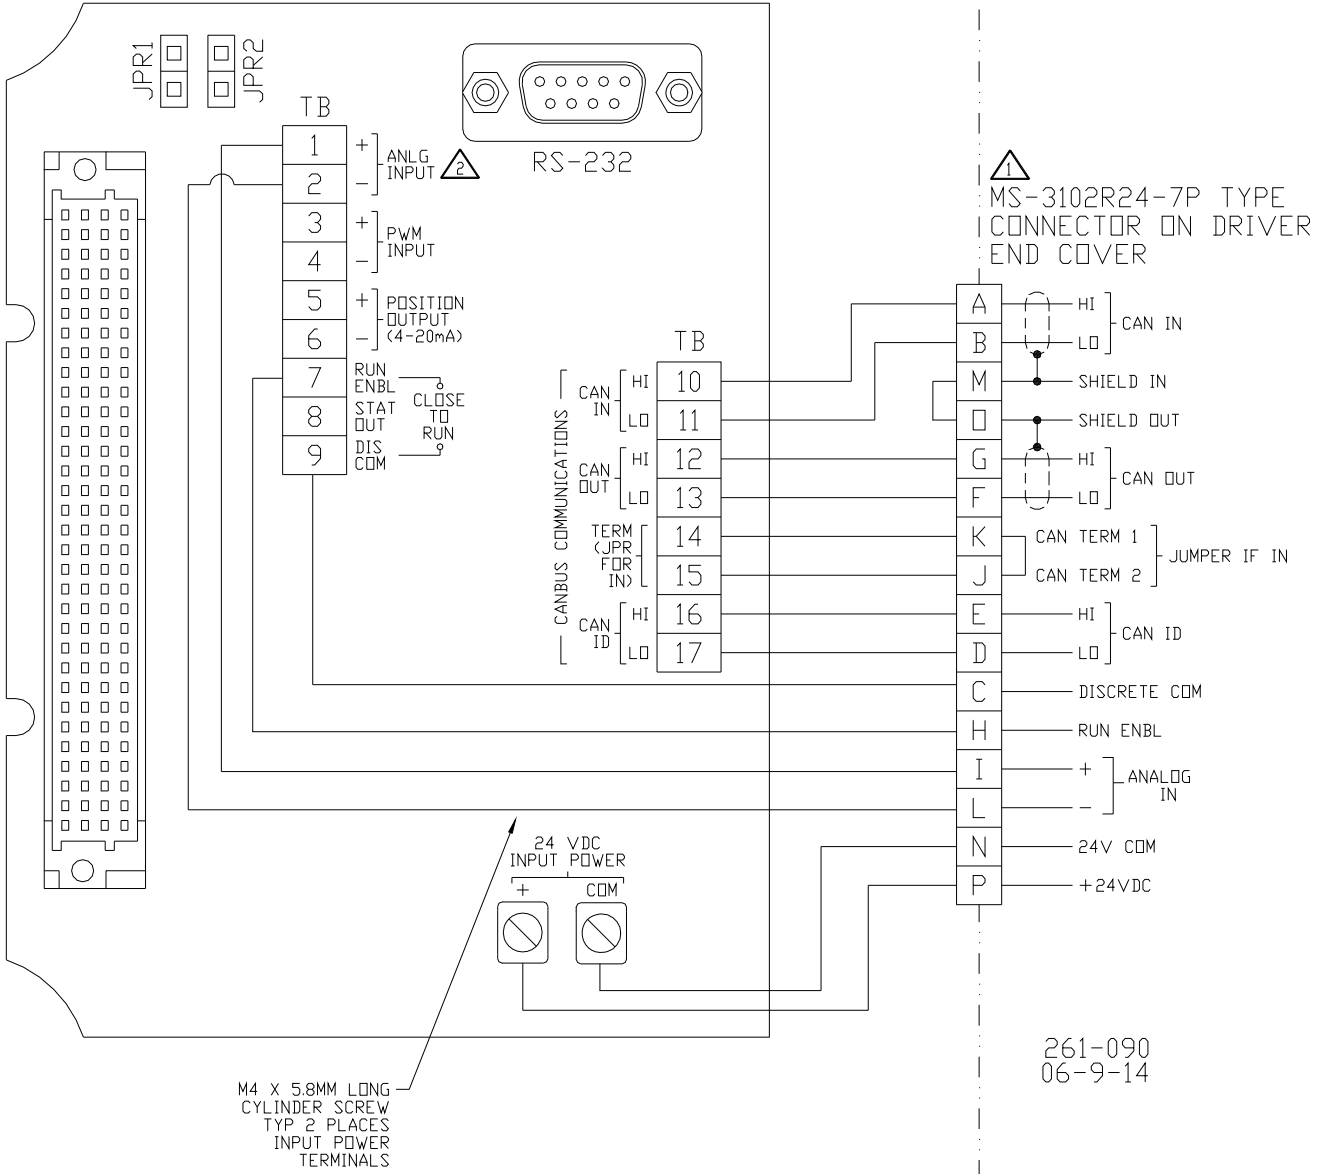 JPR1
JPR2
TB
1
2
3
4
5
6
7
8
9
+
-
ANLG
INPUT
2
+
-
PWM
INPUT
+
-
POSITION
OUTPUT
(4-20mA)
RUN
ENBL
STAT
OUT
DIS
COM
CLOSE
TO
RUN
RS-232
1
MS-3102R24-7P TYPE
CONNECTOR ON DRIVER
END COVER
TB
10
11
12
13
14
15
16
17
CANBUS COMMUNICATIONS
CAN
IN
HI
LO
CAN
OUT
HI
LO
TERM
(JPR
FOR
IN)
CAN
ID
HI
LO
A
B
M
O
G
F
K
J
E
D
C
H
I
L
N
P
HI
LO
CAN IN
SHIELD IN
SHIELD OUT
HI
LO
CAN OUT
CAN TERM 1
CAN TERM 2
JUMPER IF IN
HI
LO
CAN ID
DISCRETE COM
RUN ENBL
+
-
ANALOG
IN
24V COM
+24VDC
24 VDC
INPUT POWER
+
COM
M4 X 5.8MM LONG
CYLINDER SCREW
TYP 2 PLACES
INPUT POWER
TERMINALS
261-090
06-9-14